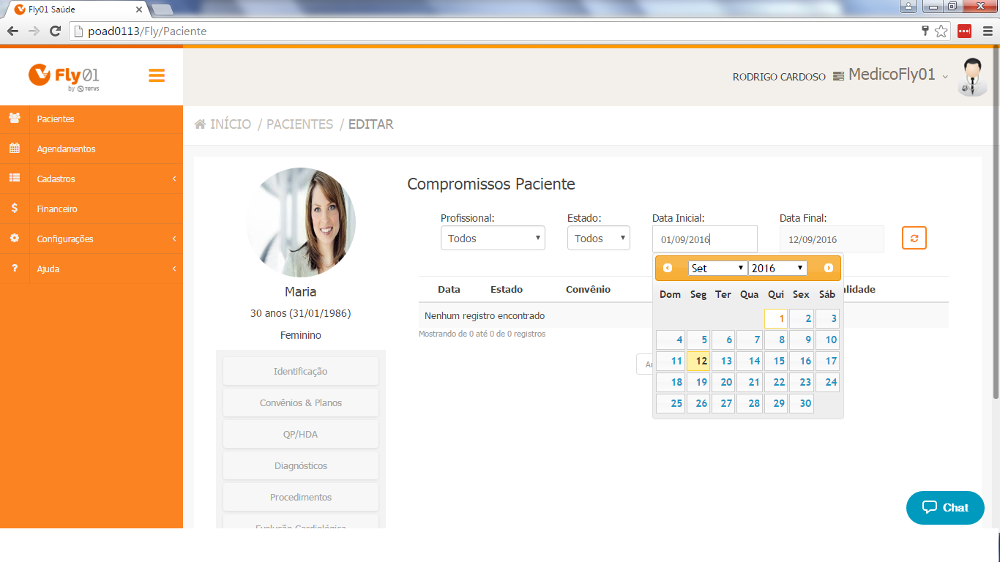 Fly01 Saúde
poad0113/Fly/Paciente
Fly01
by TOTVS
RODRIGO CARDOSO MedicoFly01
Pacientes
Agendamentos
Cadastros
Financeiro
Configurações
Ajuda
INÍCIO / PACIENTES / EDITAR
Maria
30 anos (31/01/1986)
Feminino
Identificação
Convênios & Planos
QP/HDA
Diagnósticos
Procedimentos
Evolução Cardiológica
Compromissos Paciente
Profissional: Estado: Data Inicial: Data Final:
Todos Todos 01/09/2016 12/09/2016
Set 2016
Dom Seg Ter Qua Qui Sex Sáb
1 2 3
4 5 6 7 8 9 10
11 12 13 14 15 16 17
18 19 20 21 22 23 24
25 26 27 28 29 30
Data Estado Convênio alidade
Nenhum registro encontrado
Mostrando de 0 até 0 de 0 registros
Chat